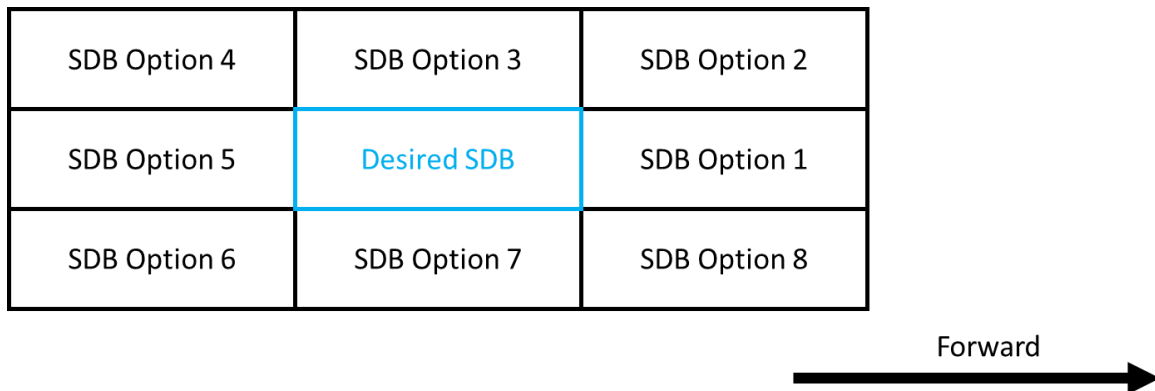 SDB Option 4
SDB Option 3
SDB Option 2
SDB Option 5
Desired SDB
SDB Option 1
SDB Option 6
SDB Option 7
SDB Option 8
Forward